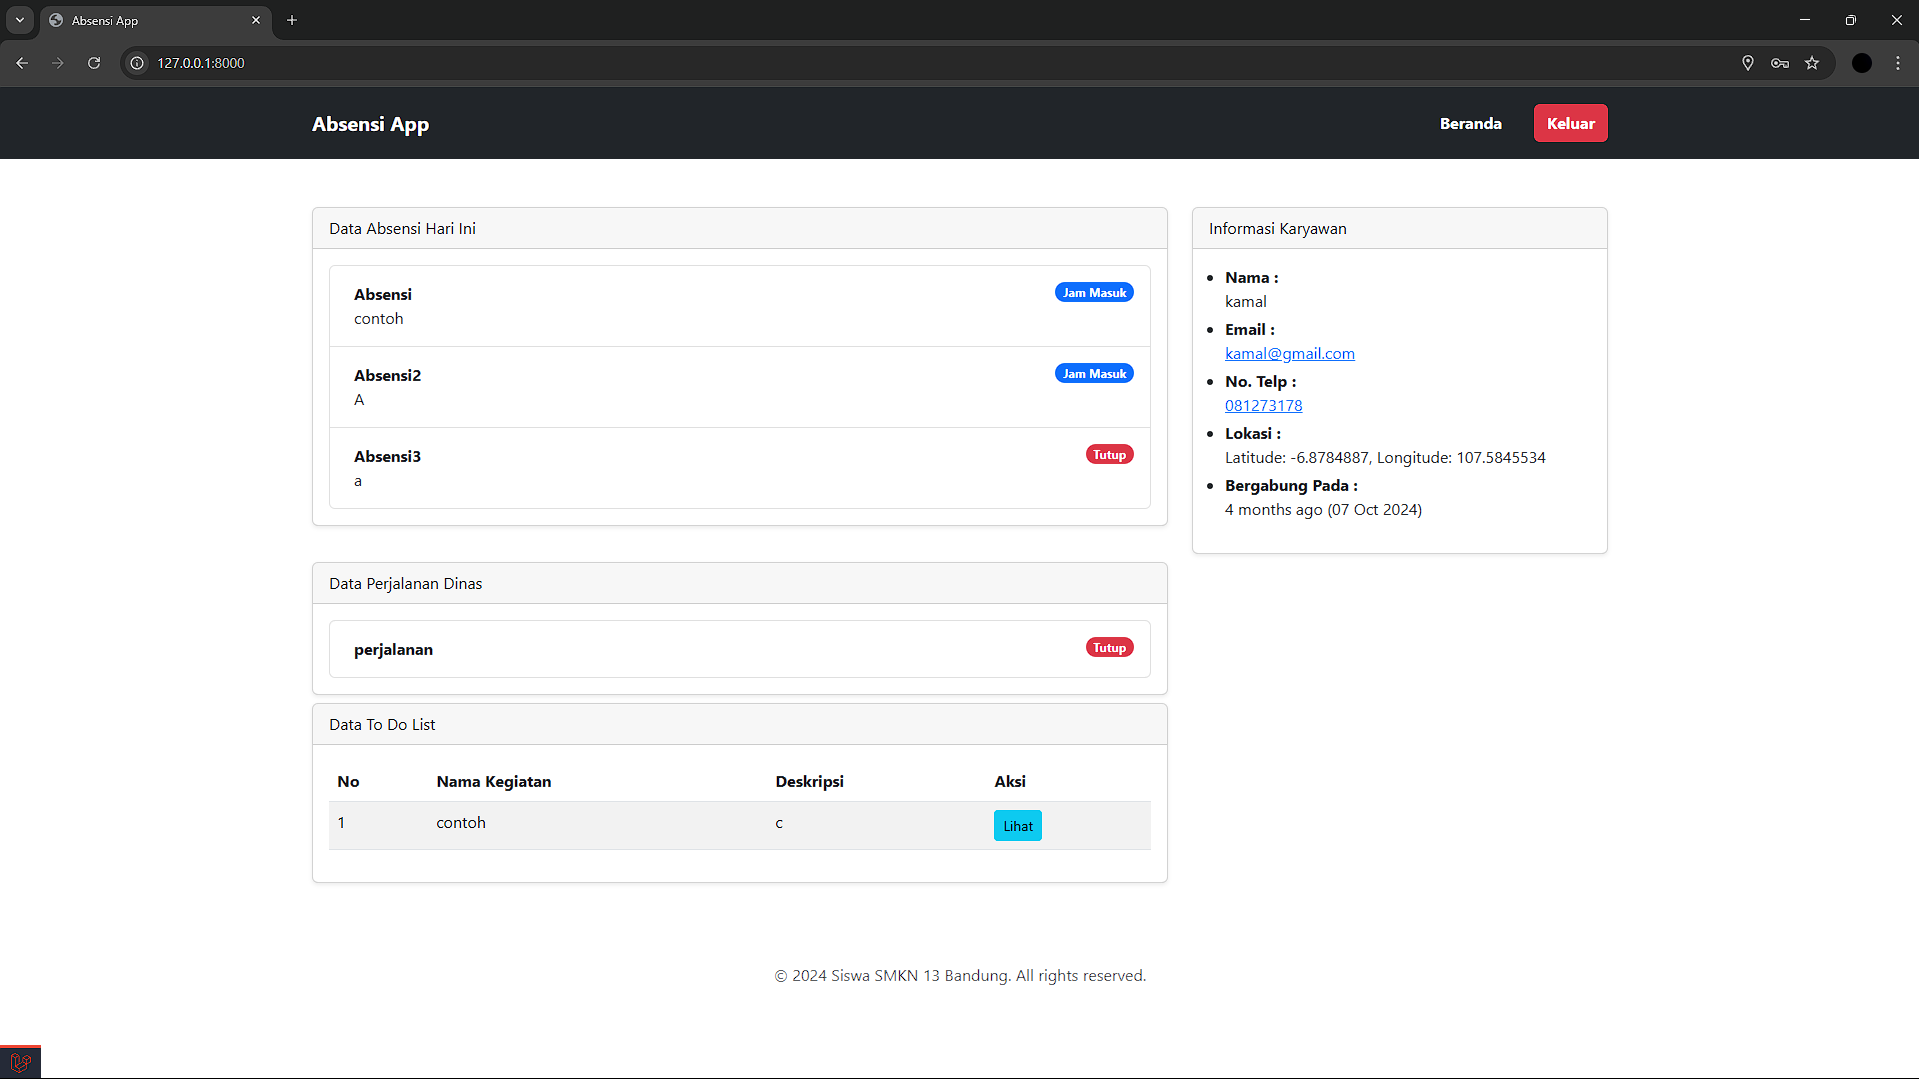 Absensi App
127.0.0.1:8000
Absensi App
Beranda
Keluar
Data Absensi Hari Ini
Absensi
Jam Masuk
contoh
Absensi2
Jam Masuk
A
Absensi3
Tutup
a
Data Perjalanan Dinas
perjalanan
Tutup
Data To Do List
No Nama Kegiatan Deskripsi Aksi
1 contoh c Lihat
Informasi Karyawan
Nama :
kamal
Email :
kamal@gmail.com
No. Telp :
081273178
Lokasi :
Latitude: -6.8784887, Longitude: 107.5845534
Bergabung Pada :
4 months ago (07 Oct 2024)
© 2024 Siswa SMKN 13 Bandung. All rights reserved.